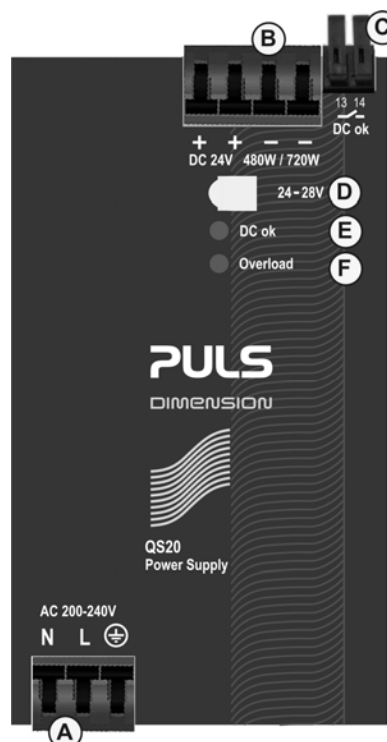 B
C
13 14
DC ok
+ + – –
DC 24V 480W / 720W
24-28V D
DC ok E
Overload F
PULS
DIMENSION
QS20
Power Supply
AC 200-240V
N L
A